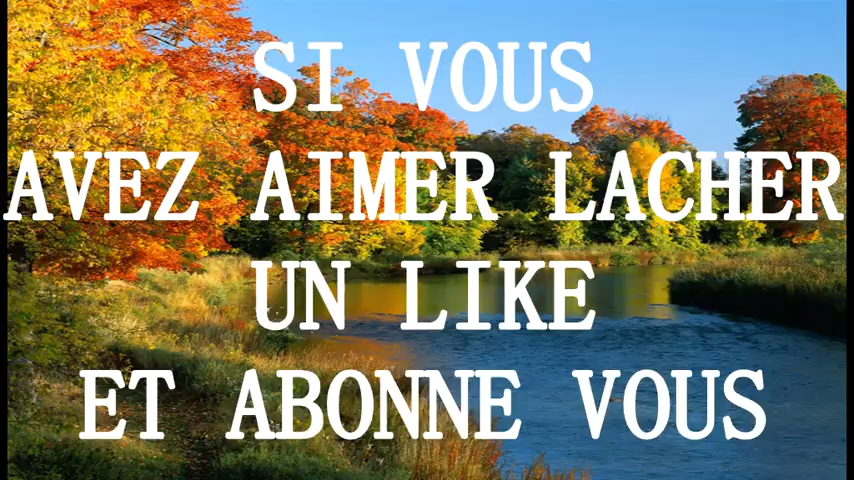 SI VOUS
AVEZ AIMER LACHER
UN LIKE
ET ABONNE VOUS